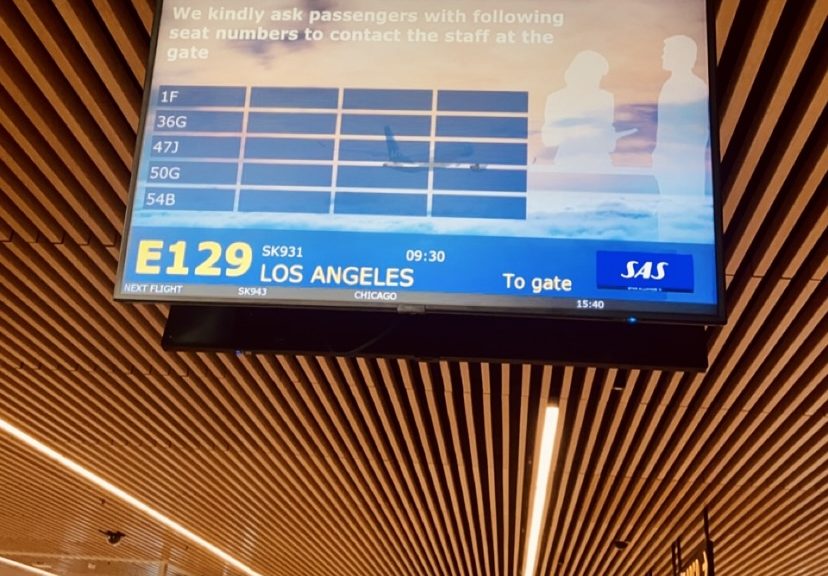 We kindly ask passengers with following
seat numbers to contact the staff at the
gate
1F
36G
47J
50G
54B
E129
SK931
09:30
LOS ANGELES
To gate
SAS
NEXT FLIGHT
SK943
CHICAGO
15:40